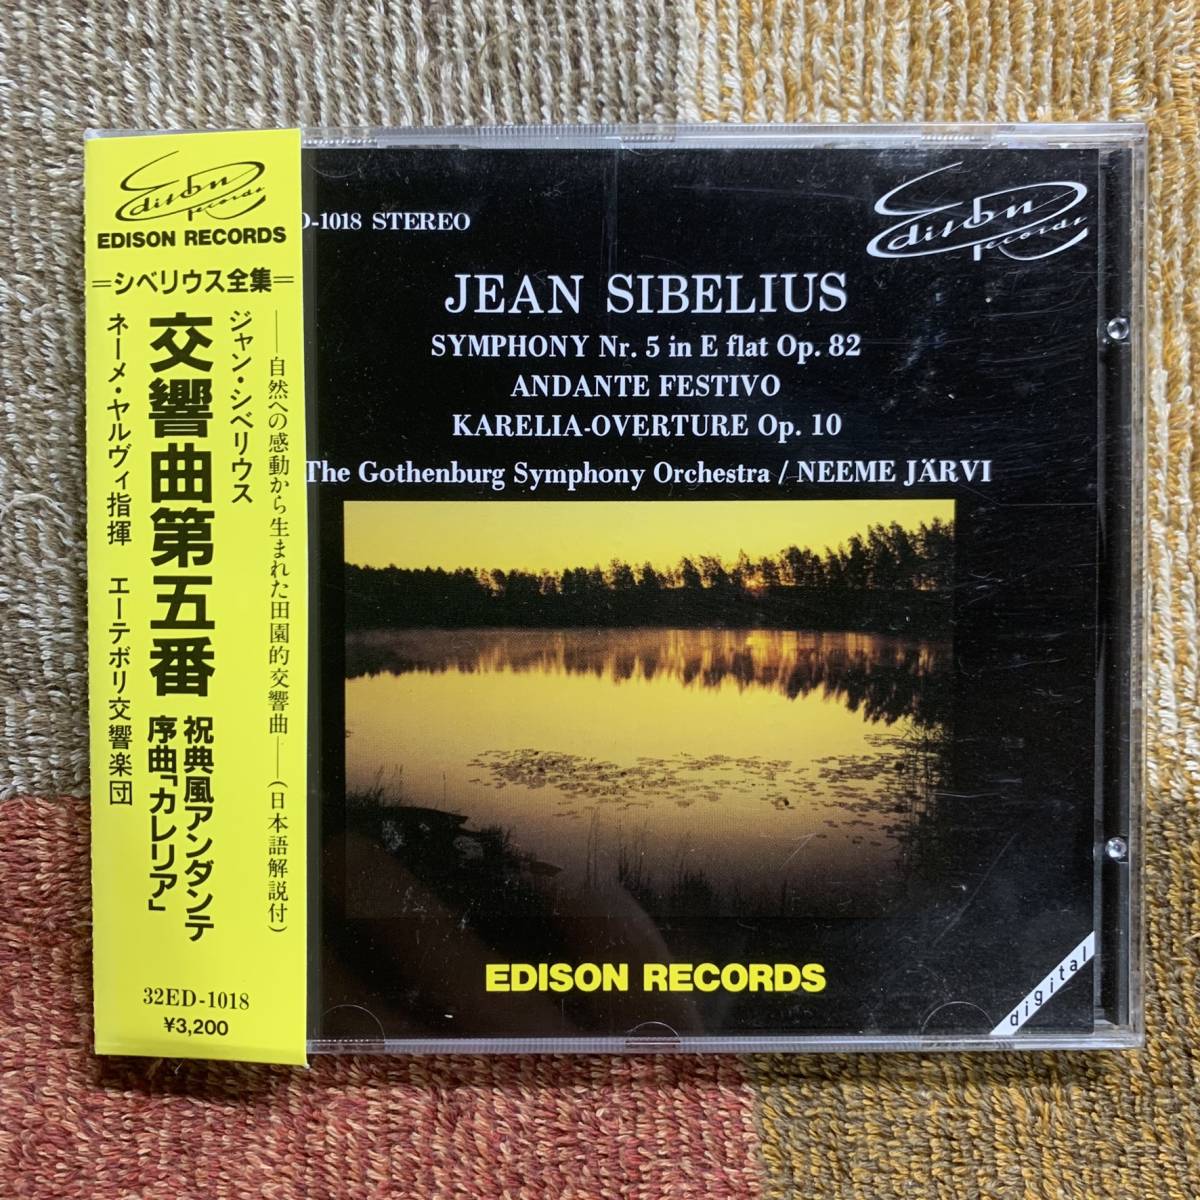 Edison records
EDISON RECORDS
=シベリウス全集=
――自然への感動から生まれた田園的交響曲――(日本語解説付)
ジャン・シベリウス
交響曲第五番
祝典風アンダンテ
序曲「カレリア」
ネーメ・ヤルヴィ指揮 エーテボリ交響楽団
32ED-1018
¥3,200
D-1018 STEREO
Edison records
JEAN SIBELIUS
SYMPHONY Nr. 5 in E flat Op. 82
ANDANTE FESTIVO
KARELIA-OVERTURE Op. 10
The Gothenburg Symphony Orchestra / NEEME JÄRVI
EDISON RECORDS
digital